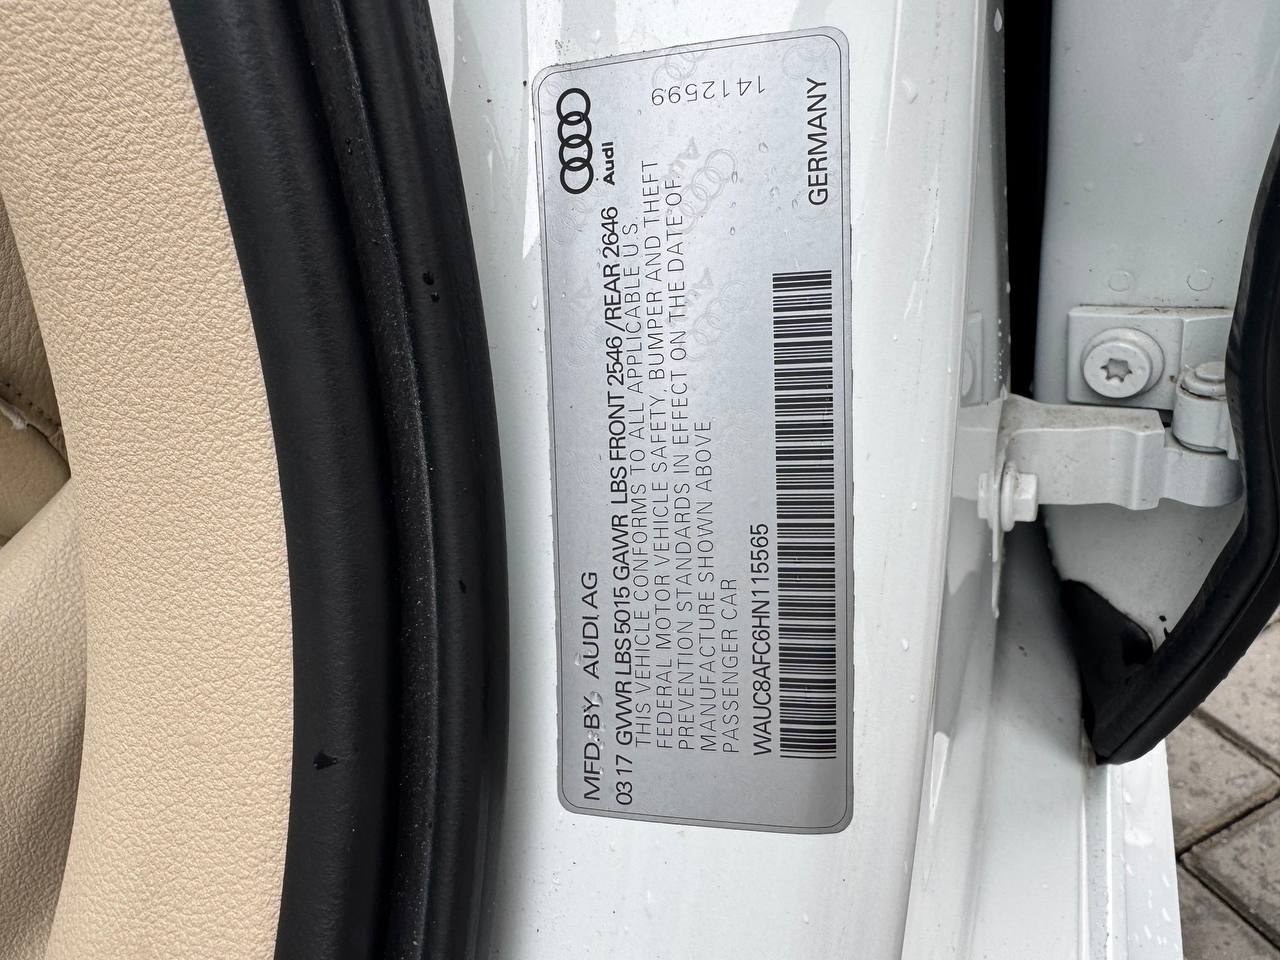 Audi
1412599
MFD. BY AUDI AG
03 17 GVWR LBS 5015 GAWR LBS FRONT 2546 / REAR 2646
THIS VEHICLE CONFORMS TO ALL APPLICABLE U S
FEDERAL MOTOR VEHICLE SAFETY, BUMPER AND THEFT
PREVENTION STANDARDS IN EFFECT ON THE DATE OF
MANUFACTURE SHOWN ABOVE
PASSENGER CAR
WAUC8AFC6HN115565
GERMANY